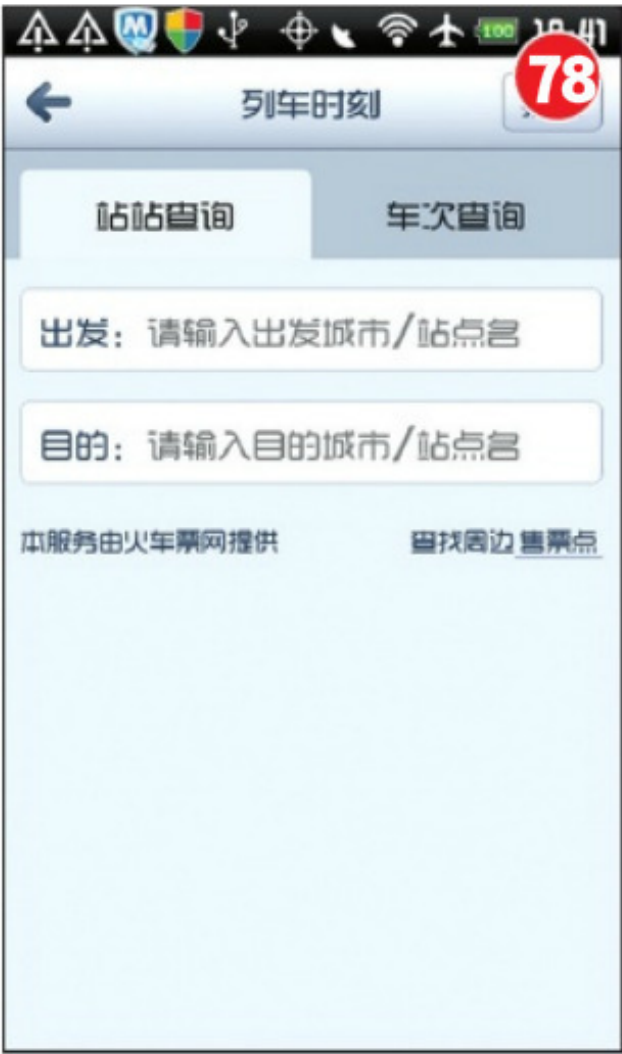 100
78
列车时刻
站站查询 车次查询
出发：请输入出发城市/站点名
目的：请输入目的城市/站点名
本服务由火车票网提供 查找周边 售票点